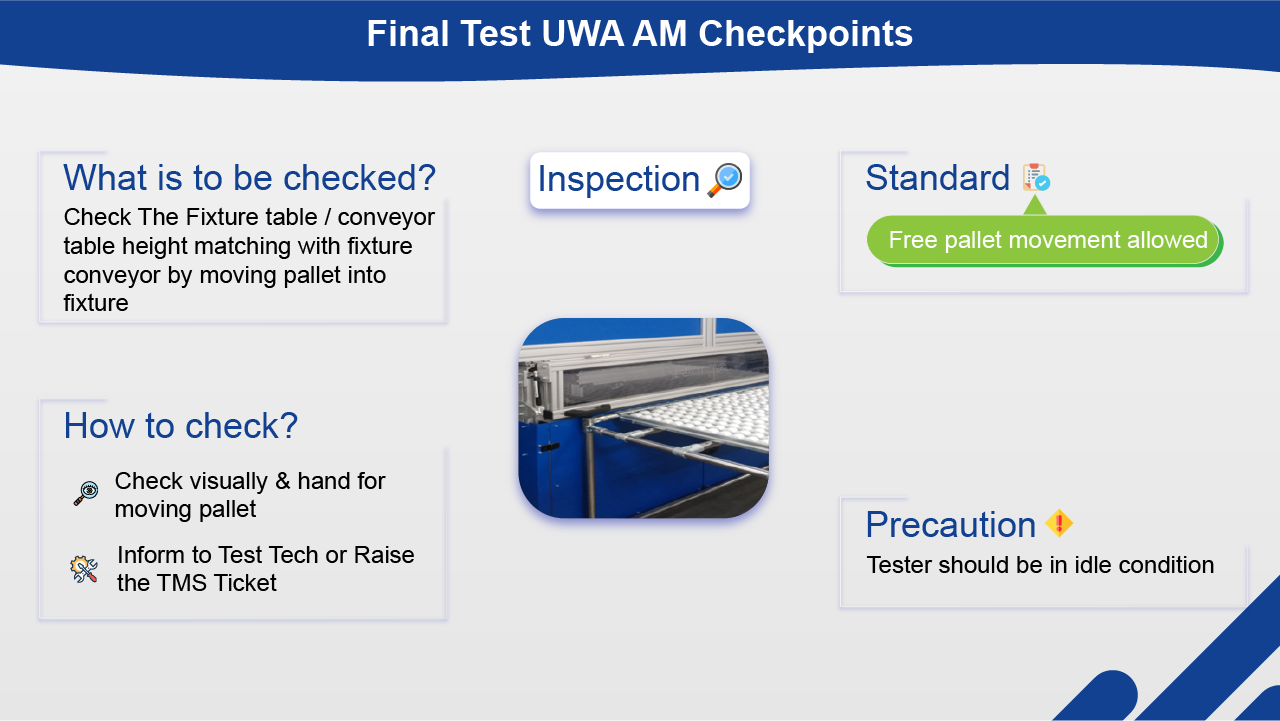 Final Test UWA AM Checkpoints
What is to be checked?
Check The Fixture table / conveyor
table height matching with fixture
conveyor by moving pallet into
fixture
How to check?
Check visually & hand for
moving pallet
Inform to Test Tech or Raise
the TMS Ticket
Inspection
Standard
Free pallet movement allowed
Precaution
Tester should be in idle condition